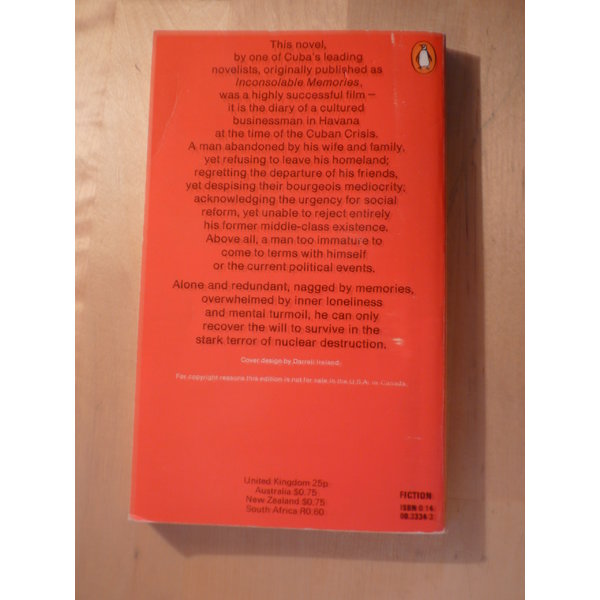 This novel,
by one of Cuba's leading
novelists, originally published as
Inconsolable Memories,
was a highly successful film –
it is the diary of a cultured
businessman in Havana
at the time of the Cuban Crisis.
A man abandoned by his wife and family,
yet refusing to leave his homeland;
regretting the departure of his friends,
yet despising their bourgeois mediocrity;
acknowledging the urgency for social
reform, yet unable to reject entirely
his former middle-class existence.
Above all, a man too immature to
come to terms with himself
or the current political events.
Alone and redundant, nagged by memories,
overwhelmed by inner loneliness
and mental turmoil, he can only
recover the will to survive in the
stark terror of nuclear destruction.
Cover design by Darrell Ireland
For copyright reasons this edition is not for sale in the U.S.A. or Canada.
United Kingdom 25p
Australia $0.75
New Zealand $0.75
South Africa R0.60
FICTION
ISBN 0 14
00.3334 2